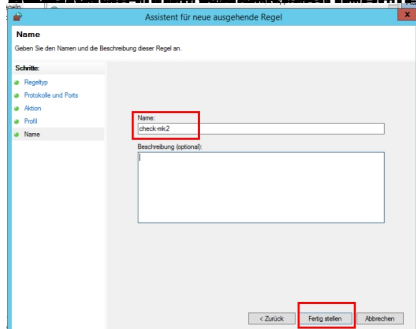 Assistent für neue ausgehende Regel
x
Name
Geben Sie den Namen und die Beschreibung dieser Regel an.
Schritte:
Regeltyp
Protokolle und Ports
Aktion
Profil
Name
Name:
check-mk2
Beschreibung (optional):
< Zurück
Fertig stellen
Abbrechen